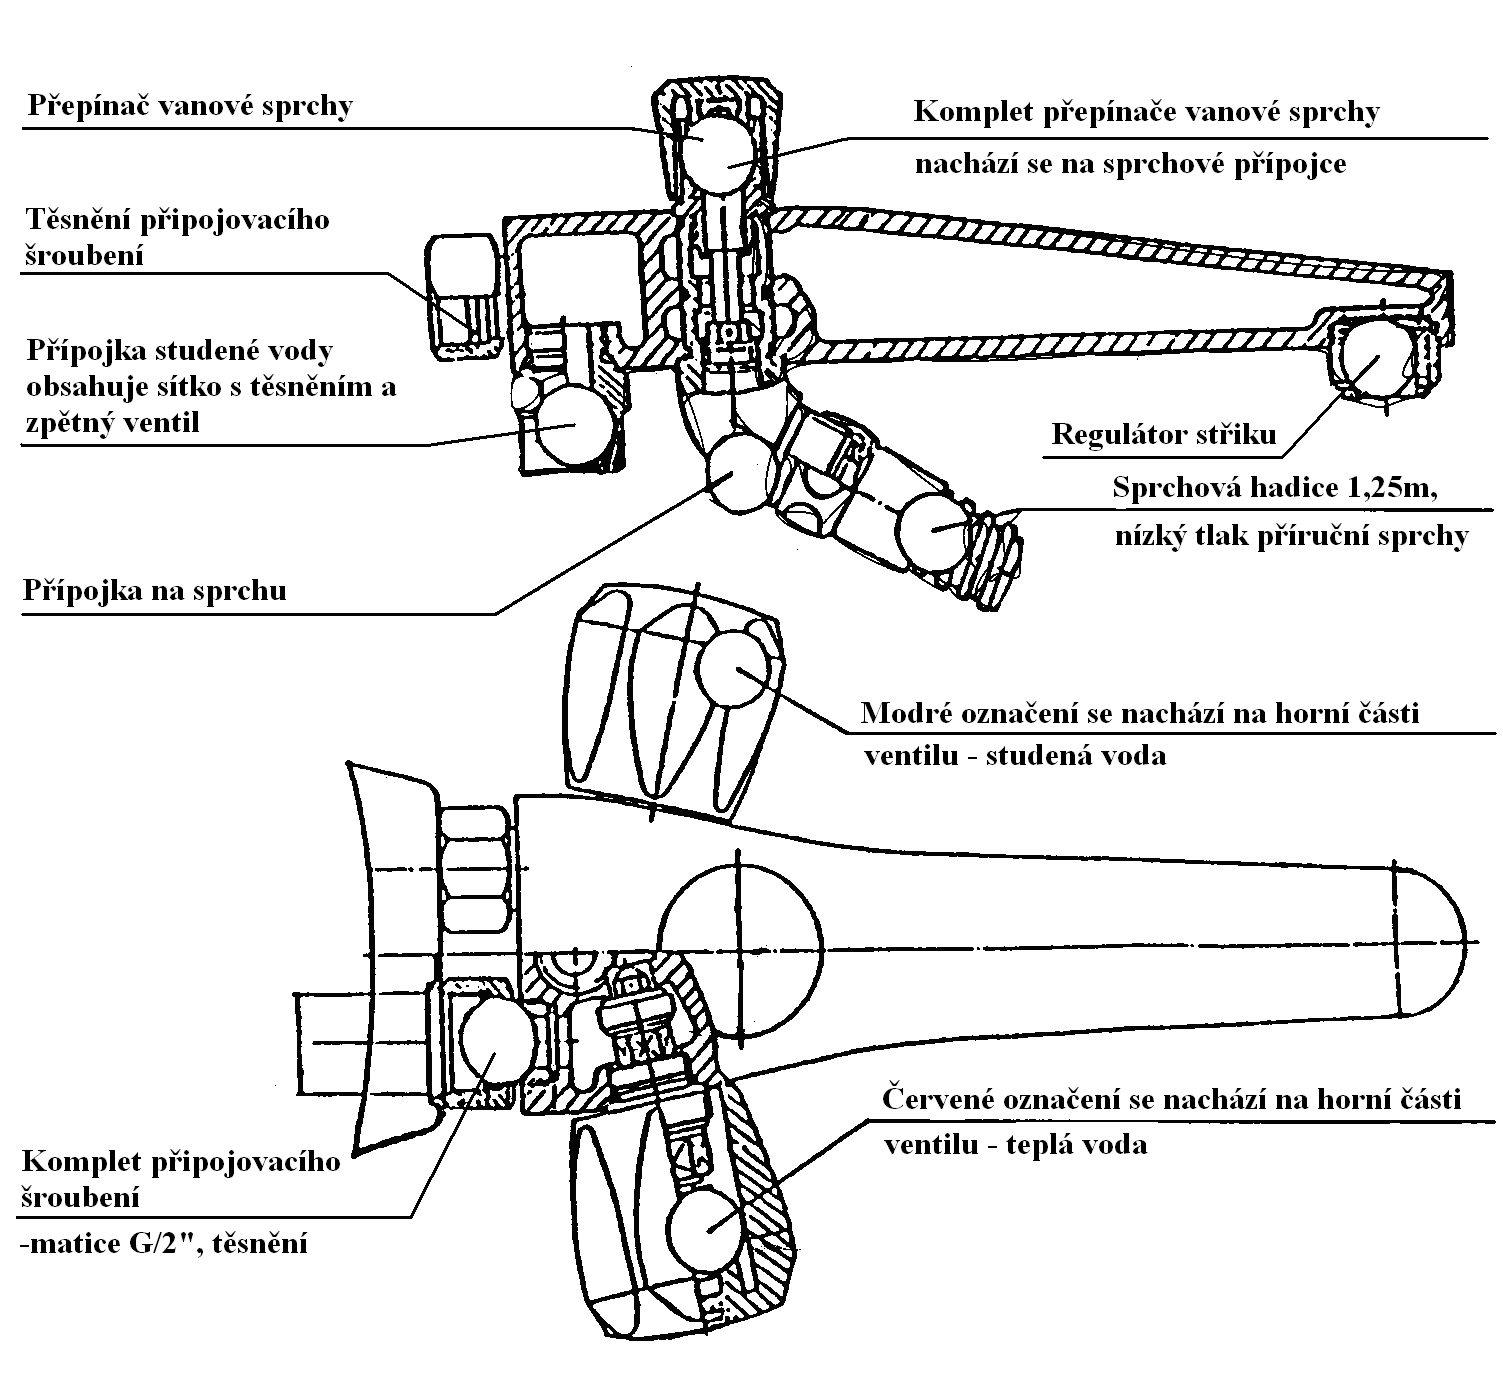 Přepínač vanové sprchy
Komplet přepínače vanové sprchy
nachází se na sprchové přípojce
Těsnění připojovacího
šroubení
Přípojka studené vody
obsahuje sítko s těsněním a
zpětný ventil
Regulátor střiku
Sprchová hadice 1,25m,
nízký tlak příruční sprchy
Přípojka na sprchu
Modré označení se nachází na horní části
ventilu - studená voda
Červené označení se nachází na horní části
ventilu - teplá voda
Komplet připojovacího
šroubení
-matice G/2", těsnění